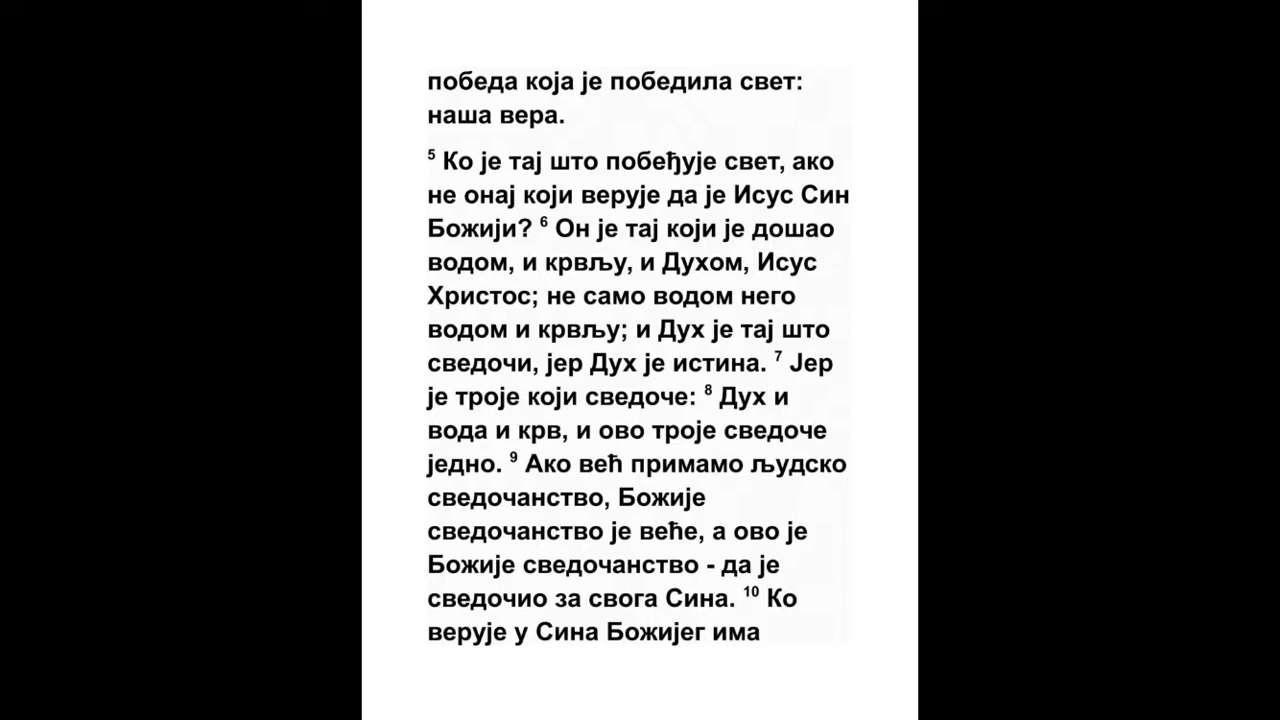 победа која је победила свет:
наша вера.
5 Ко је тај што побеђује свет, ако
не онај који верује да је Исус Син
Божији? 6 Он је тај који је дошао
водом, и крвљу, и Духом, Исус
Христос; не само водом него
водом и крвљу; и Дух је тај што
сведочи, јер Дух је истина. 7 Јер
је троје који сведоче: 8 Дух и
вода и крв, и ово троје сведоче
једно. 9 Ако већ примамо људско
сведочанство, Божије
сведочанство је веће, а ово је
Божије сведочанство - да је
сведочио за свога Сина. 10 Ко
верује у Сина Божијег има